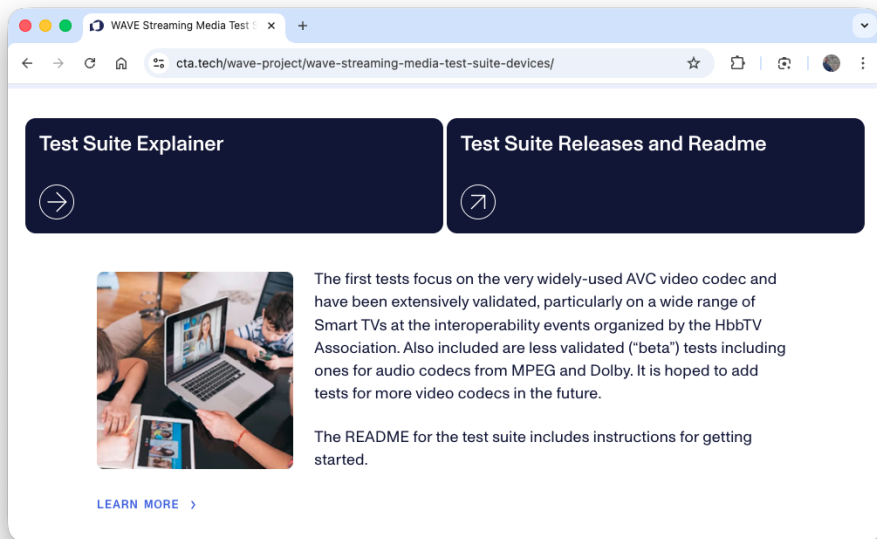 WAVE Streaming Media Test S
cta.tech/wave-project/wave-streaming-media-test-suite-devices/
Test Suite Explainer
Test Suite Releases and Readme
The first tests focus on the very widely-used AVC video codec and
have been extensively validated, particularly on a wide range of
Smart TVs at the interoperability events organized by the HbbTV
Association. Also included are less validated (“beta”) tests including
ones for audio codecs from MPEG and Dolby. It is hoped to add
tests for more video codecs in the future.
The README for the test suite includes instructions for getting
started.
LEARN MORE